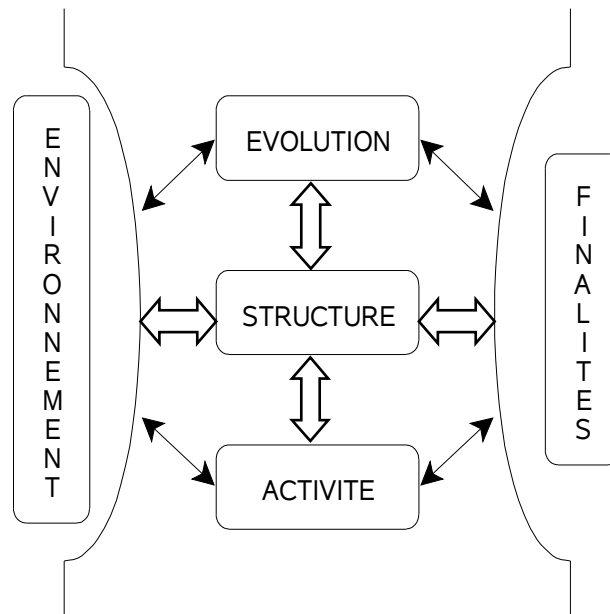 ENVIRONNEMENT
EVOLUTION
STRUCTURE
ACTIVITE
FINALITES